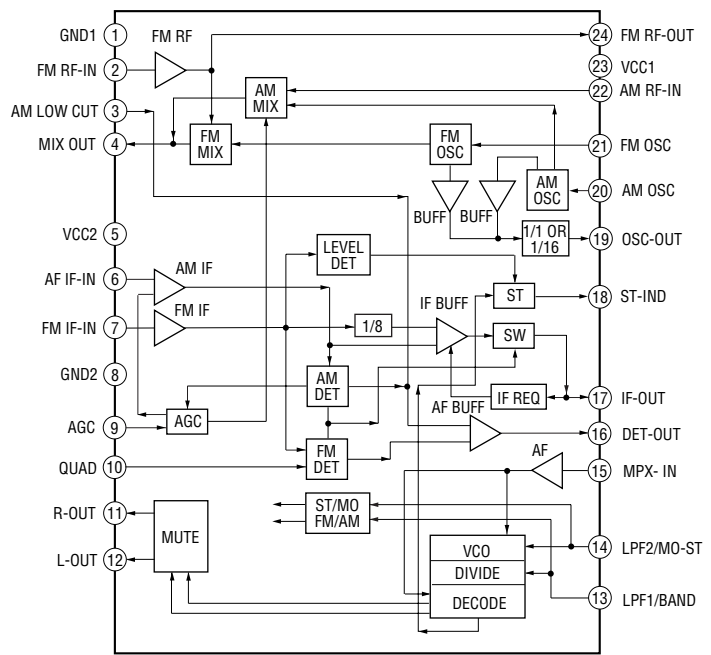 GND1 1 FM RF 24 FM RF-OUT
FM RF-IN 2 23 VCC1
AM MIX 22 AM RF-IN
AM LOW CUT 3
MIX OUT 4 FM MIX FM OSC 21 FM OSC
AM OSC 20 AM OSC
BUFF BUFF
VCC2 5 1/1 OR 1/16 19 OSC-OUT
LEVEL DET
AF IF-IN 6 AM IF
ST 18 ST-IND
FM IF-IN 7 FM IF 1/8 IF BUFF SW
GND2 8 AM DET
IF REQ 17 IF-OUT
AGC 9 AGC AF BUFF 16 DET-OUT
QUAD 10 FM DET AF 15 MPX- IN
R-OUT 11 ST/MO
FM/AM
MUTE VCO 14 LPF2/MO-ST
L-OUT 12 DIVIDE
DECODE 13 LPF1/BAND